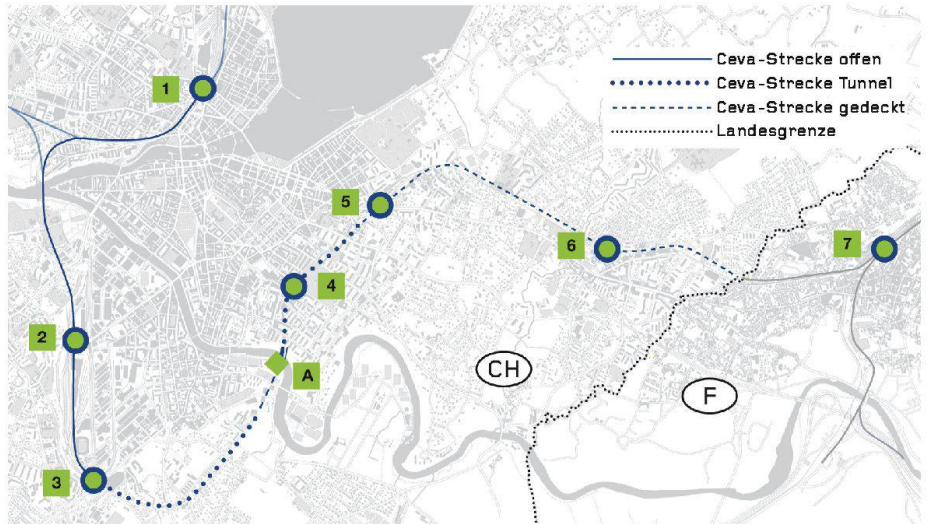 Ceva-Strecke offen
Ceva-Strecke Tunnel
Ceva-Strecke gedeckt
Landesgrenze
1
5
6
7
4
2
A
CH
F
3